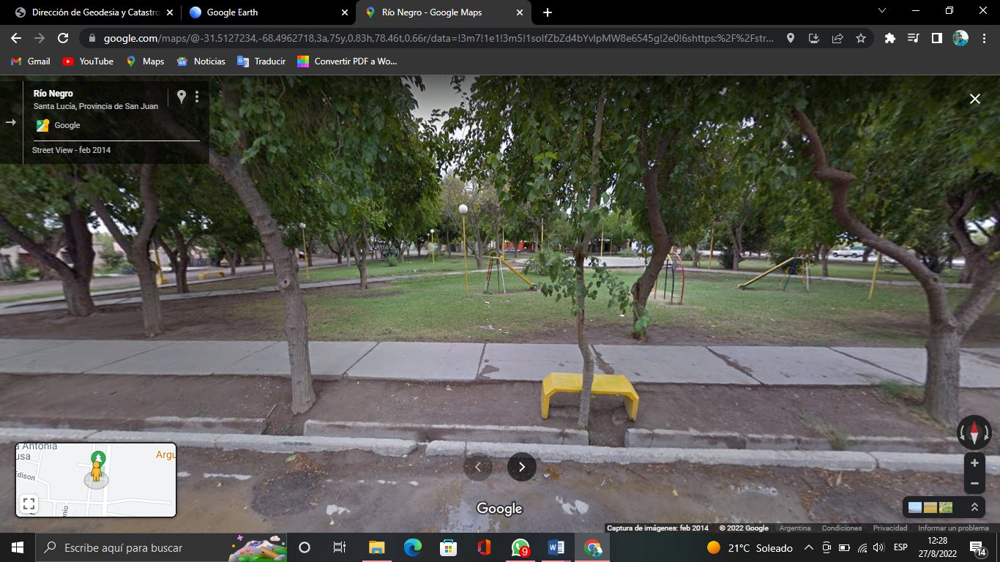 Dirección de Geodesia y Catastro
Google Earth
Río Negro - Google Maps
google.com/maps/@-31.5127234,-68.4962718,3a,75y,0.83h,78.46t,0.66r/data=!3m7!1e1!3m5!1soIfZbZd4bYvlpMW8e6545g!2e0!6shttps:%2F%2Fstr...
Gmail
YouTube
Maps
Noticias
Traducir
Convertir PDF a Wo...
Río Negro
Santa Lucía, Provincia de San Juan
Google
Street View - feb 2014
a Antonia
usa
Argu
Edison
nio
Google
Captura de imágenes: feb 2014 © 2022 Google Argentina Condiciones Privacidad Informar un problema
Escribe aquí para buscar
9
21°C Soleado
ESP
12:28
27/8/2022
14